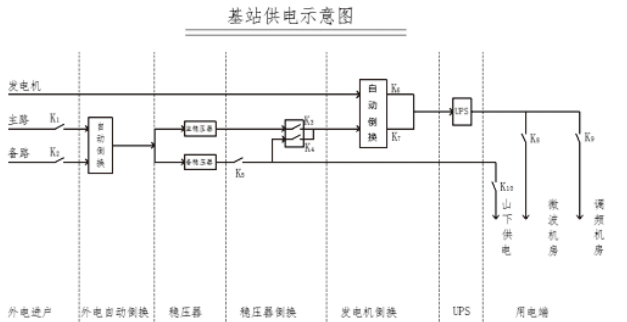 基站供电示意图
发电机
主路 K1
备路 K2
自动倒换
主稳压器
备稳压器
K3
K4
K5
自动倒换
K6
K7
UPS
K8
K9
K10
山下供电
微波机房
调频机房
外电进户 外电自动倒换 稳压器 稳压器倒换 发电机倒换 UPS 用电端